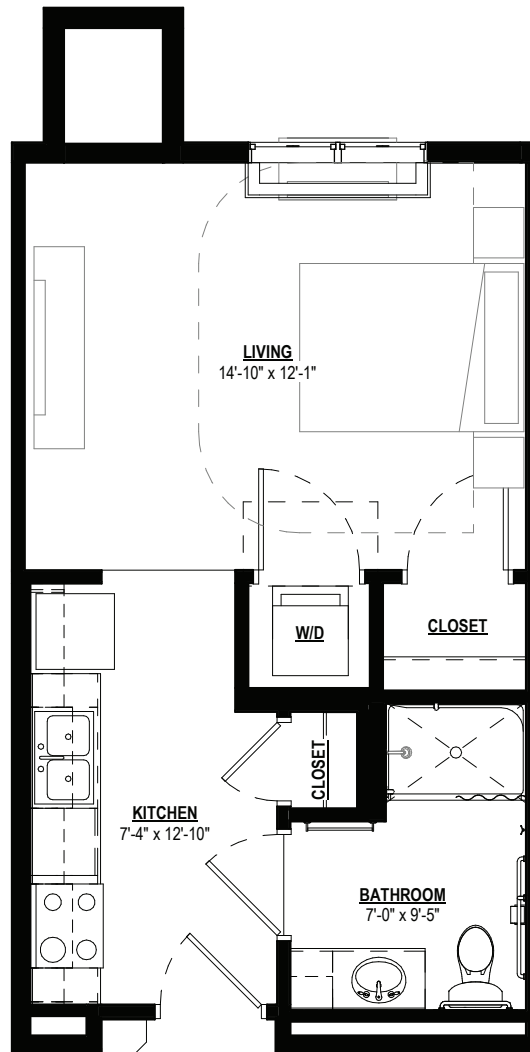 LIVING
14'-10" x 12'-1"
W/D
CLOSET
CLOSET
KITCHEN
7'-4" x 12'-10"
BATHROOM
7'-0" x 9'-5"